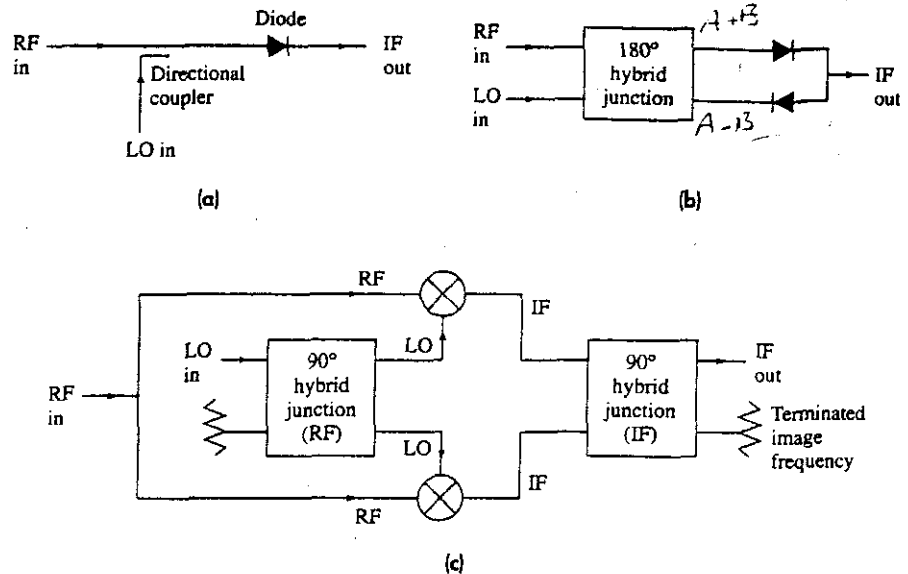 Diode
RF
in
IF
out
Directional
coupler
LO in
(a)
A+B
RF
in
LO
in
180°
hybrid
junction
IF
out
A-B
(b)
RF
IF
LO
in
LO
90°
hybrid
junction
(RF)
90°
hybrid
junction
(IF)
IF
out
RF
in
LO
Terminated
image
frequency
RF
IF
(c)